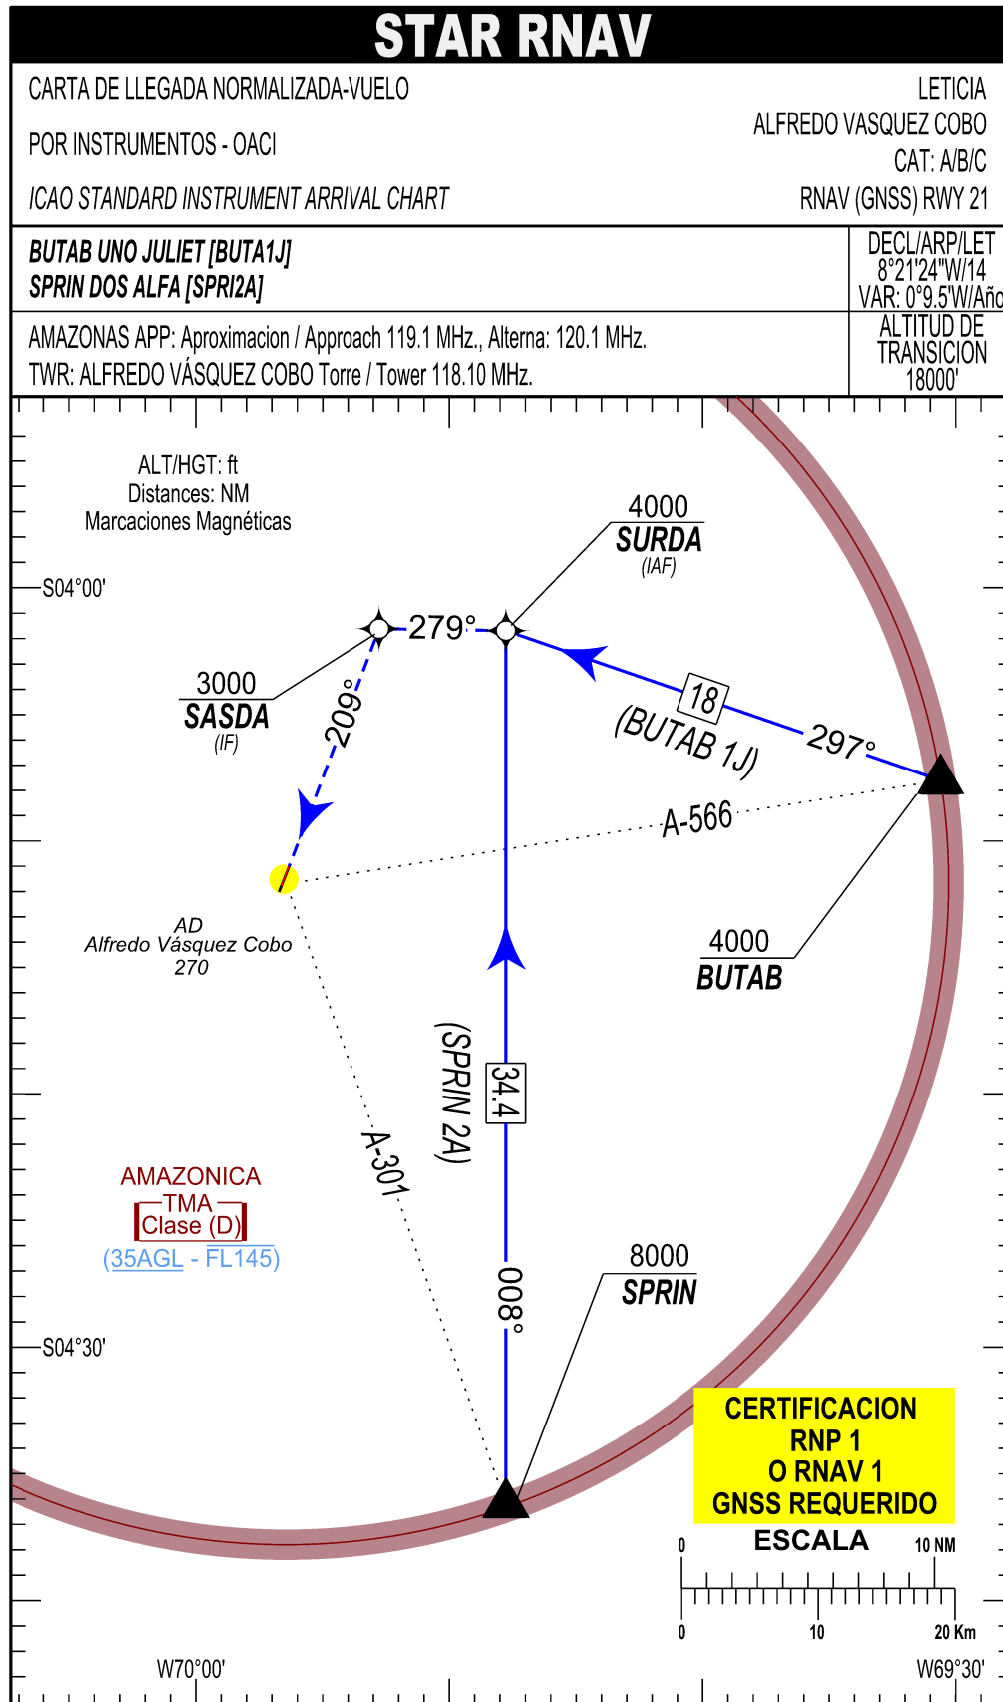 STAR RNAV
CARTA DE LLEGADA NORMALIZADA-VUELO
POR INSTRUMENTOS - OACI
ICAO STANDARD INSTRUMENT ARRIVAL CHART
LETICIA
ALFREDO VASQUEZ COBO
CAT: A/B/C
RNAV (GNSS) RWY 21
BUTAB UNO JULIET [BUTA1J]
SPRIN DOS ALFA [SPRI2A]
DECL/ARP/LET
8°21'24"W/14
VAR: 0°9.5'W/Año
AMAZONAS APP: Aproximacion / Approach 119.1 MHz., Alterna: 120.1 MHz.
TWR: ALFREDO VÁSQUEZ COBO Torre / Tower 118.10 MHz.
ALTITUD DE
TRANSICION
18000'
ALT/HGT: ft
Distances: NM
Marcaciones Magnéticas
4000
SURDA
(IAF)
S04°00'
279°
3000
SASDA
(IF)
209°
18
(BUTAB 1J)
297°
A-566
AD
Alfredo Vásquez Cobo
270
4000
BUTAB
(SPRIN 2A)
34.4
A-301
AMAZONICA
TMA
Clase (D)
(35AGL - FL145)
8000
SPRIN
008°
S04°30'
CERTIFICACION
RNP 1
O RNAV 1
GNSS REQUERIDO
ESCALA
0
10 NM
0
10
20 Km
W70°00'
W69°30'